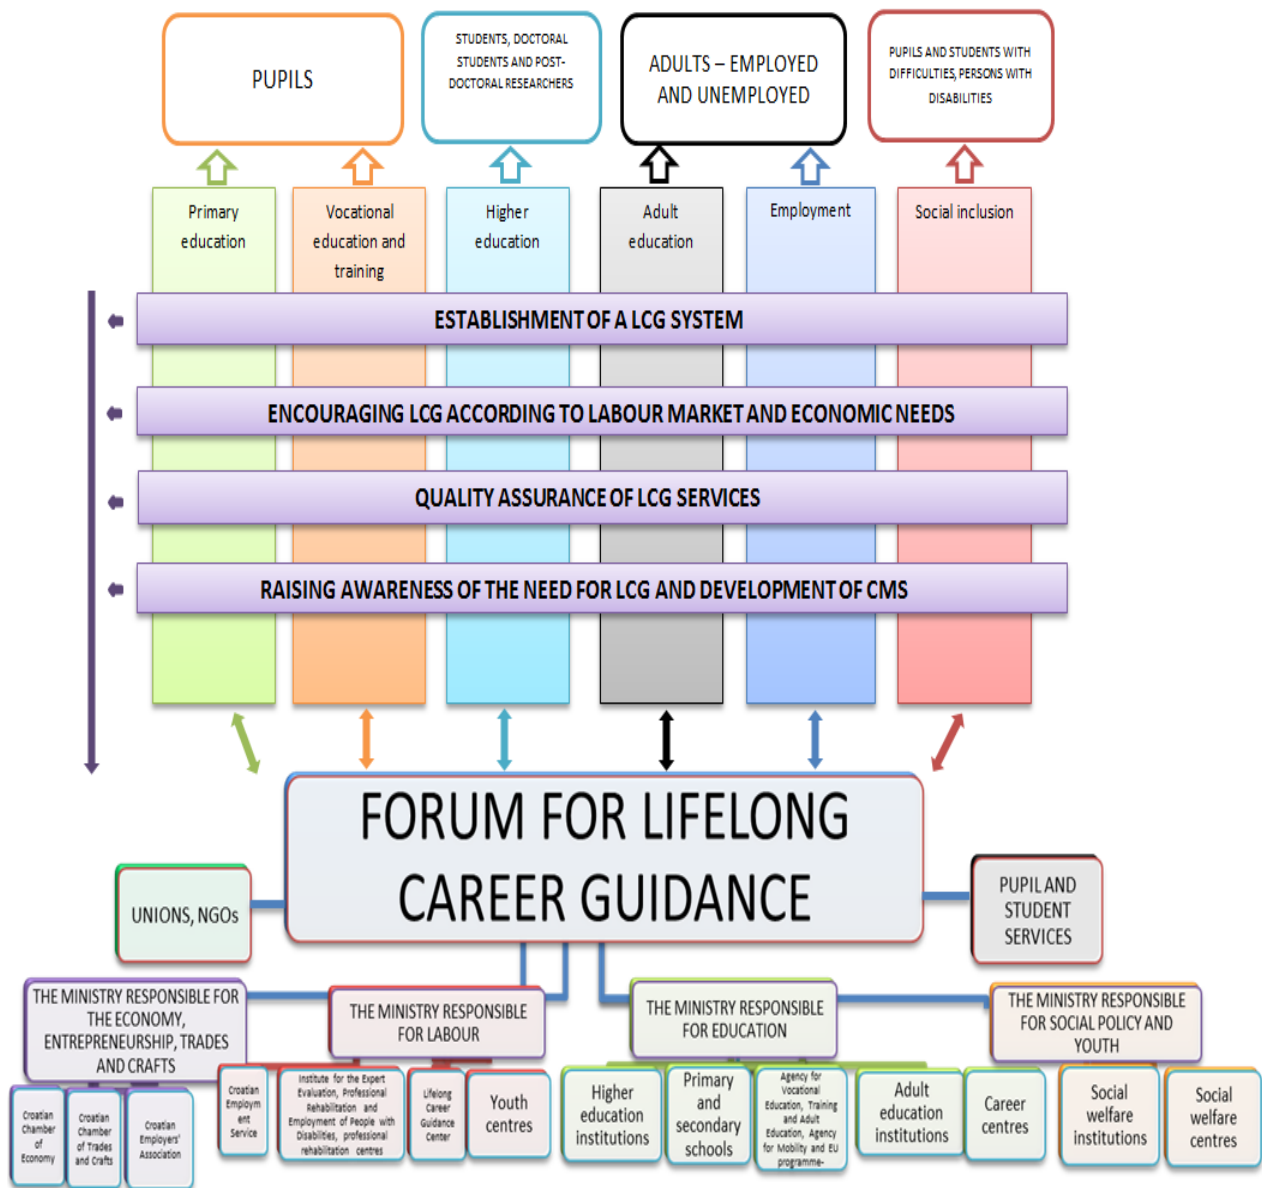 PUPILS
STUDENTS, DOCTORAL
STUDENTS AND POST-
DOCTORAL RESEARCHERS
ADULTS – EMPLOYED
AND UNEMPLOYED
PUPILS AND STUDENTS WITH
DIFFICULTIES, PERSONS WITH
DISABILITIES
Primary
education
Vocational
education and
training
Higher
education
Adult
education
Employment
Social inclusion
ESTABLISHMENT OF A LCG SYSTEM
ENCOURAGING LCG ACCORDING TO LABOUR MARKET AND ECONOMIC NEEDS
QUALITY ASSURANCE OF LCG SERVICES
RAISING AWARENESS OF THE NEED FOR LCG AND DEVELOPMENT OF CMS
FORUM FOR LIFELONG
CAREER GUIDANCE
UNIONS, NGOs
PUPIL AND
STUDENT
SERVICES
THE MINISTRY RESPONSIBLE FOR
THE ECONOMY,
ENTREPRENEURSHIP, TRADES
AND CRAFTS
THE MINISTRY RESPONSIBLE
FOR LABOUR
THE MINISTRY RESPONSIBLE
FOR EDUCATION
THE MINISTRY RESPONSIBLE
FOR SOCIAL POLICY AND
YOUTH
Croatian
Chamber
of
Economy
Croatian
Chamber
of Trades
and Crafts
Croatian
Employers'
Association
Croatian
Employm
ent
Service
Institute for the Expert
Evaluation, Professional
Rehabilitation and
Employment of People with
Disabilities, professional
rehabilitation centres
Lifelong
Career
Guidance
Center
Youth
centres
Higher
education
institutions
Primary
and
secondary
schools
Agency for
Vocational
Education, Training
and Adult
Education, Agency
for Mobility and EU
programme-
Adult
education
institutions
Career
centres
Social
welfare
institutions
Social
welfare
centres